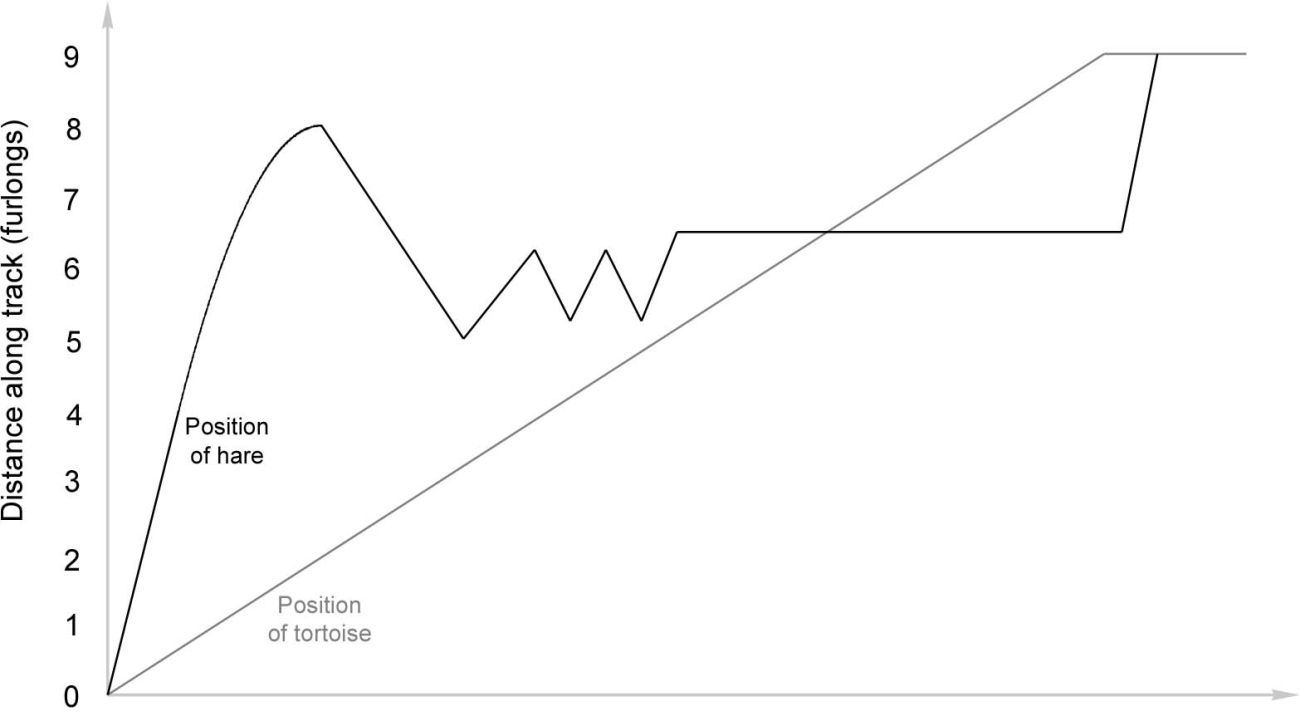 Distance along track (furlongs)
9
8
7
6
5
4
3
2
1
0
Position
of hare
Position
of tortoise